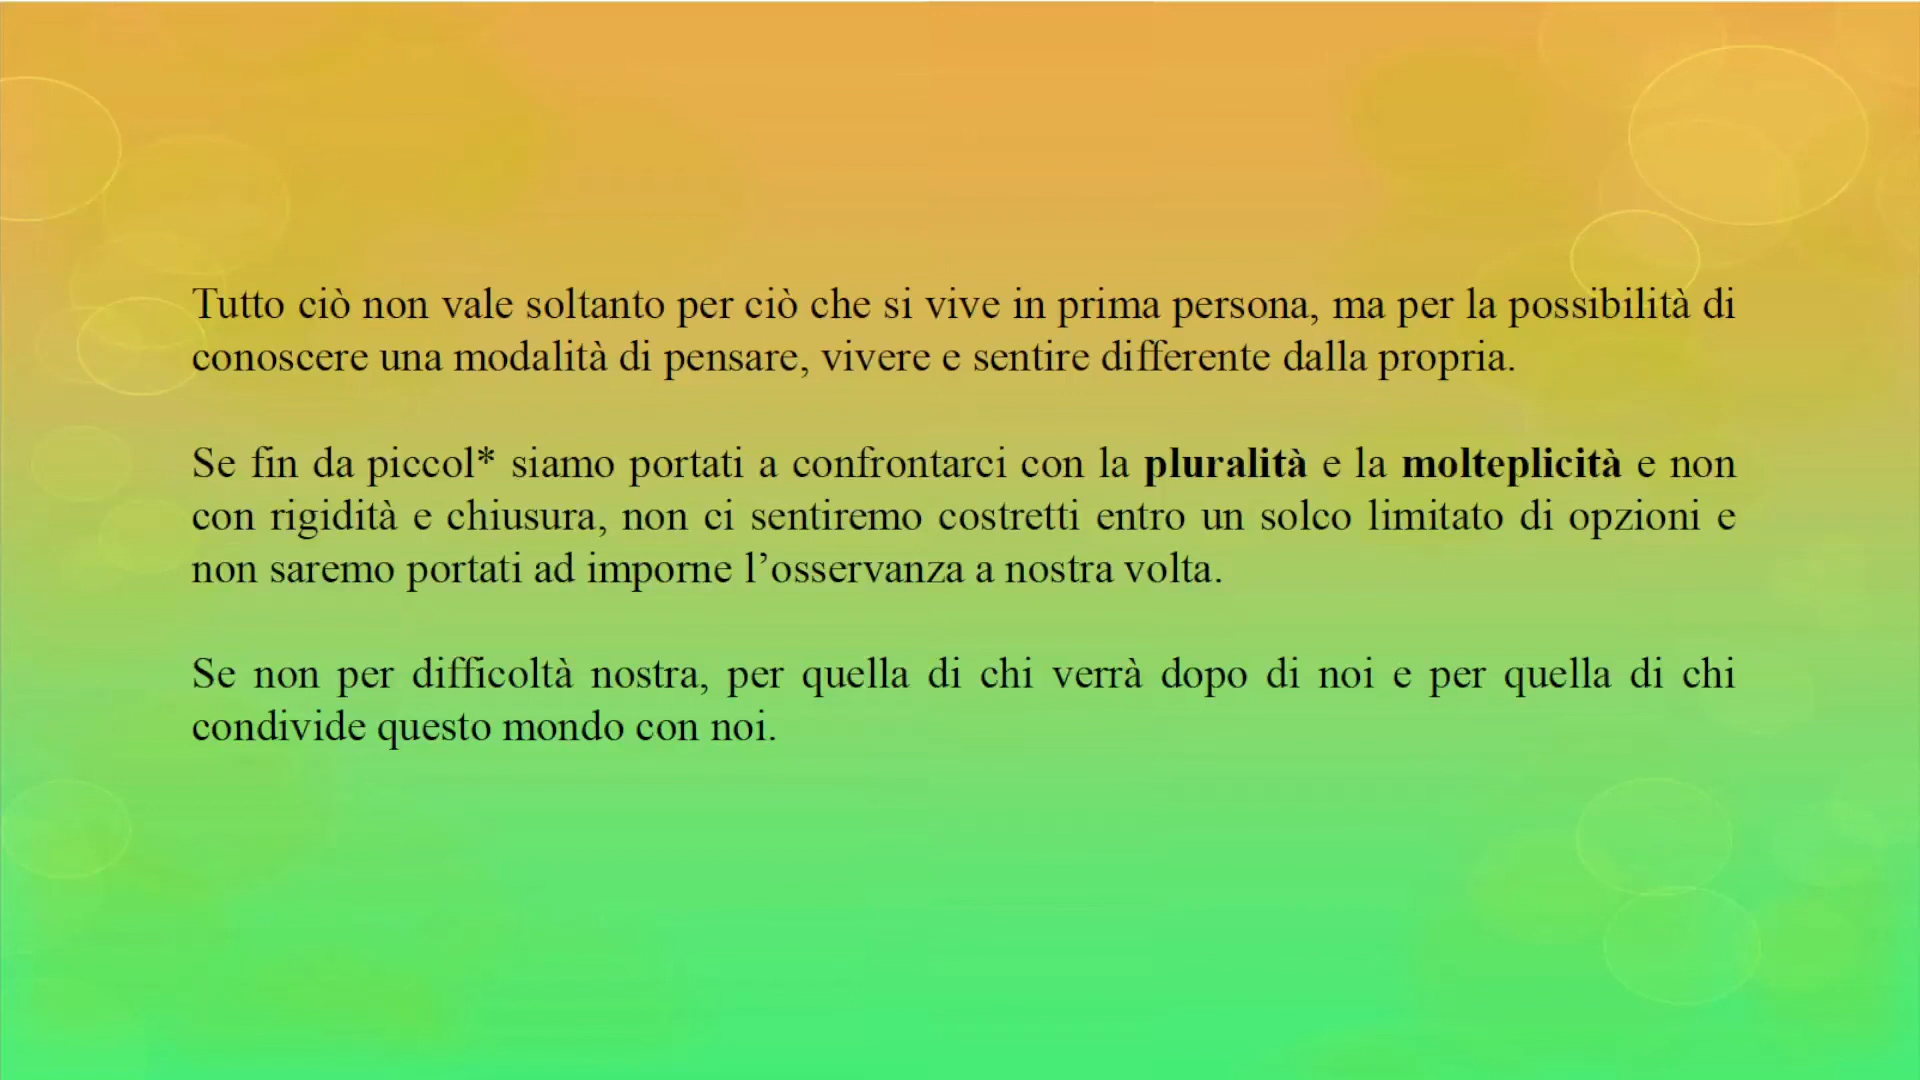 Tutto ciò non vale soltanto per ciò che si vive in prima persona, ma per la possibilità di
conoscere una modalità di pensare, vivere e sentire differente dalla propria.
Se fin da piccol* siamo portati a confrontarci con la pluralità e la molteplicità e non
con rigidità e chiusura, non ci sentiremo costretti entro un solco limitato di opzioni e
non saremo portati ad imporne l’osservanza a nostra volta.
Se non per difficoltà nostra, per quella di chi verrà dopo di noi e per quella di chi
condivide questo mondo con noi.